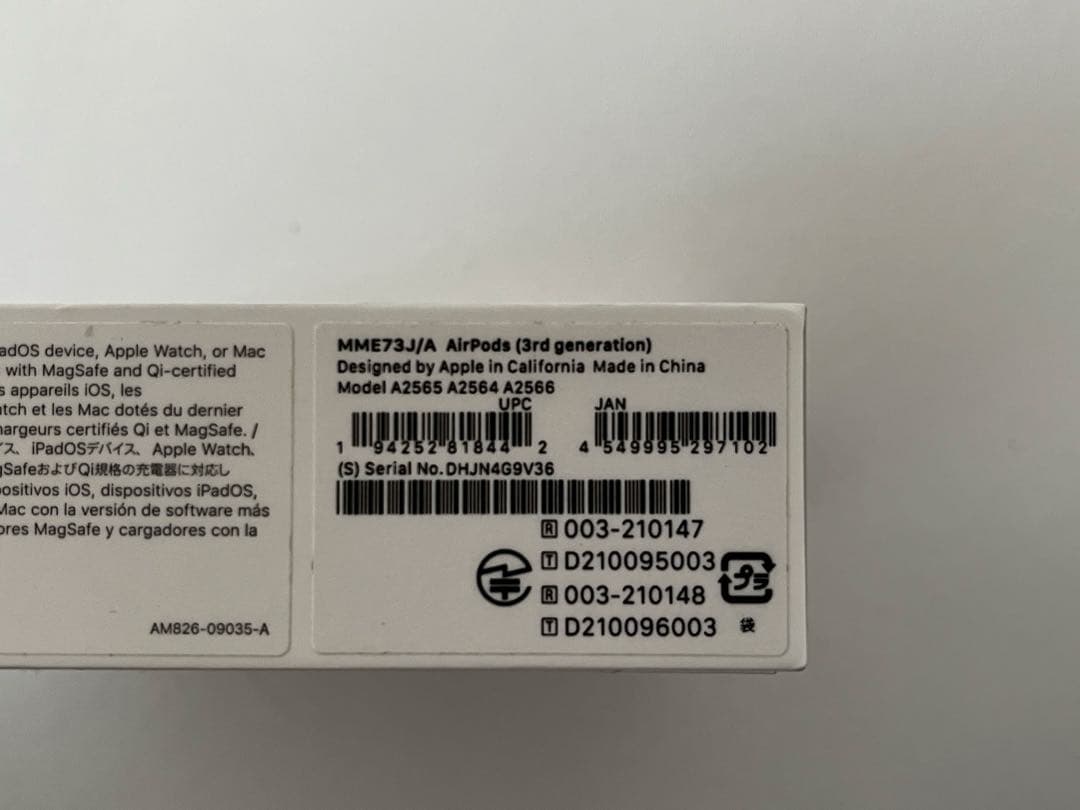 adOS device, Apple Watch, or Mac
with MagSafe and Qi-certified
s appareils iOS, les
tch et les Mac dotés du dernier
hargeurs certifiés Qi et MagSafe. /
イス、iPadOSデバイス、Apple Watch、
gSafeおよびQi規格の充電器に対応し
ositivos iOS, dispositivos iPadOS,
Mac con la versión de software más
ores MagSafe y cargadores con la
AM826-09035-A
MME73J/A AirPods (3rd generation)
Designed by Apple in California Made in China
Model A2565 A2564 A2566
UPC JAN
1 94252 81844 2 4 549995 297102
(S) Serial No. DHJN4G9V36
R 003-210147
T D210095003
R 003-210148
T D210096003
プラ
袋